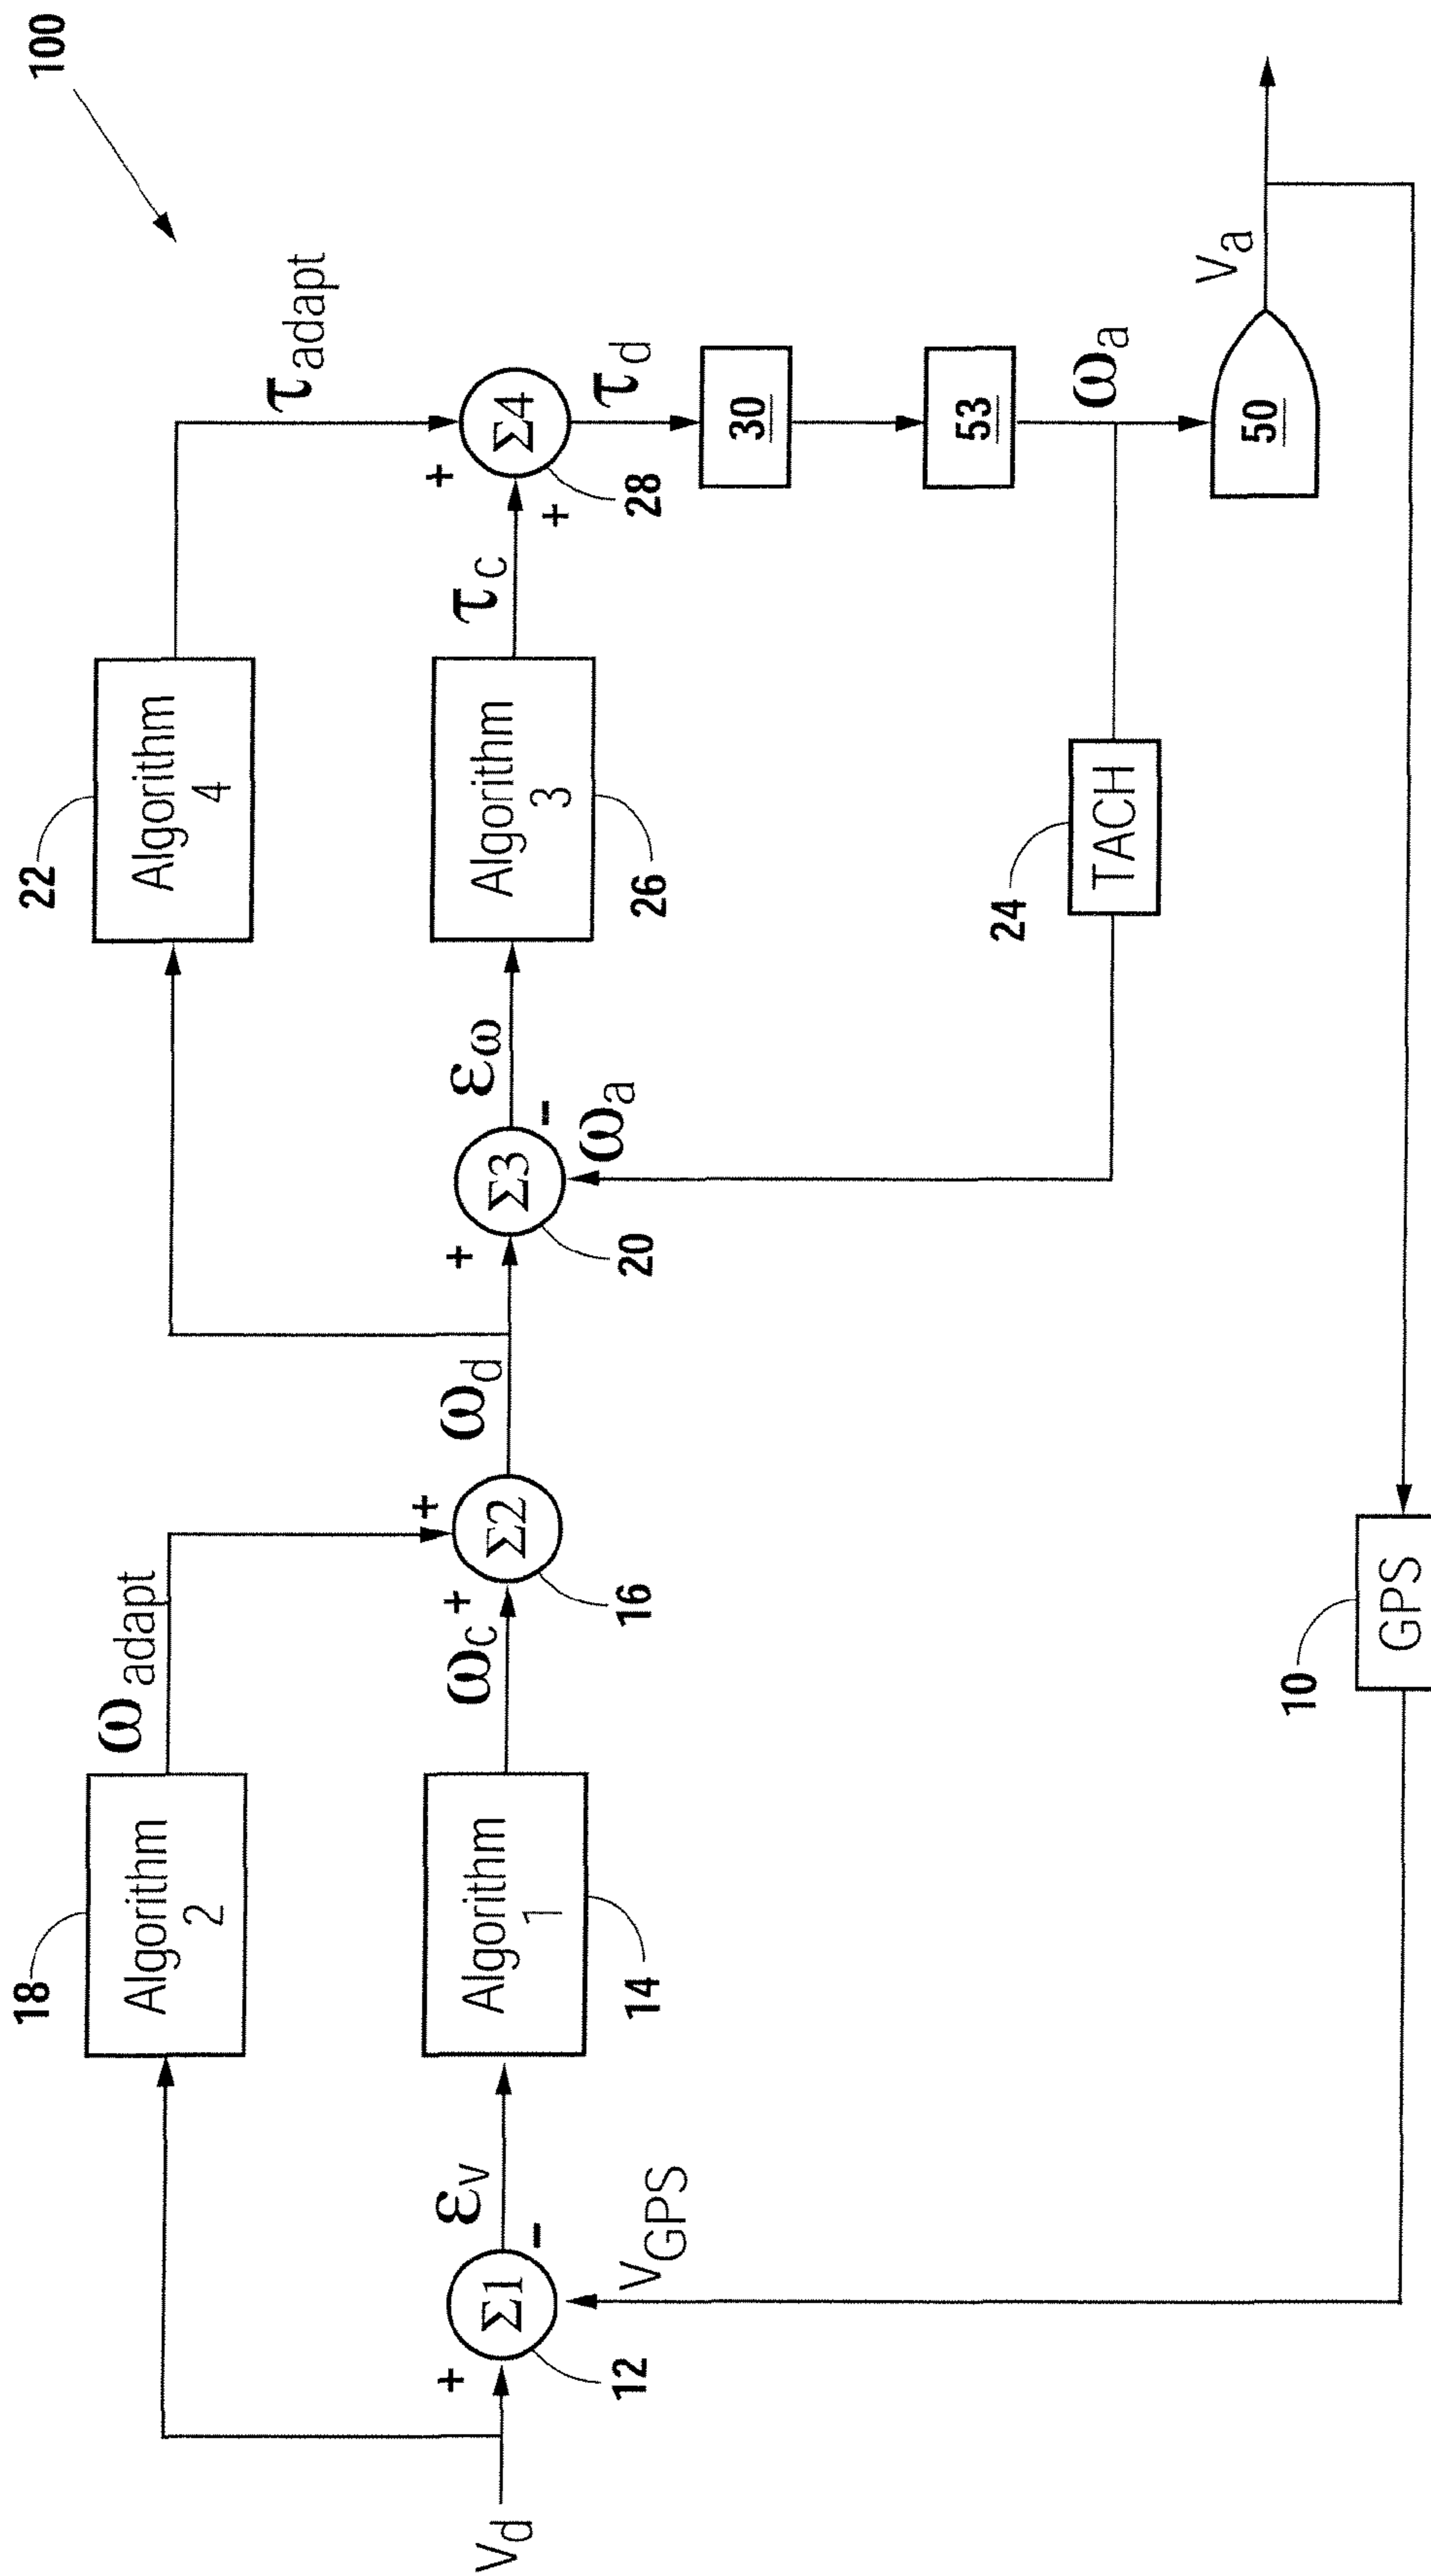 100
22
Algorithm
4
τadapt
18
Algorithm
2
ωadapt
Vd
+
Σ1
12
-
εv
VGPS
Algorithm
1
14
ωc
+
+
Σ2
16
ωd
+
Σ3
20
-
ωa
εω
Algorithm
3
26
τc
+
+
Σ4
28
τd
30
53
ωa
24
TACH
50
Va
10
GPS